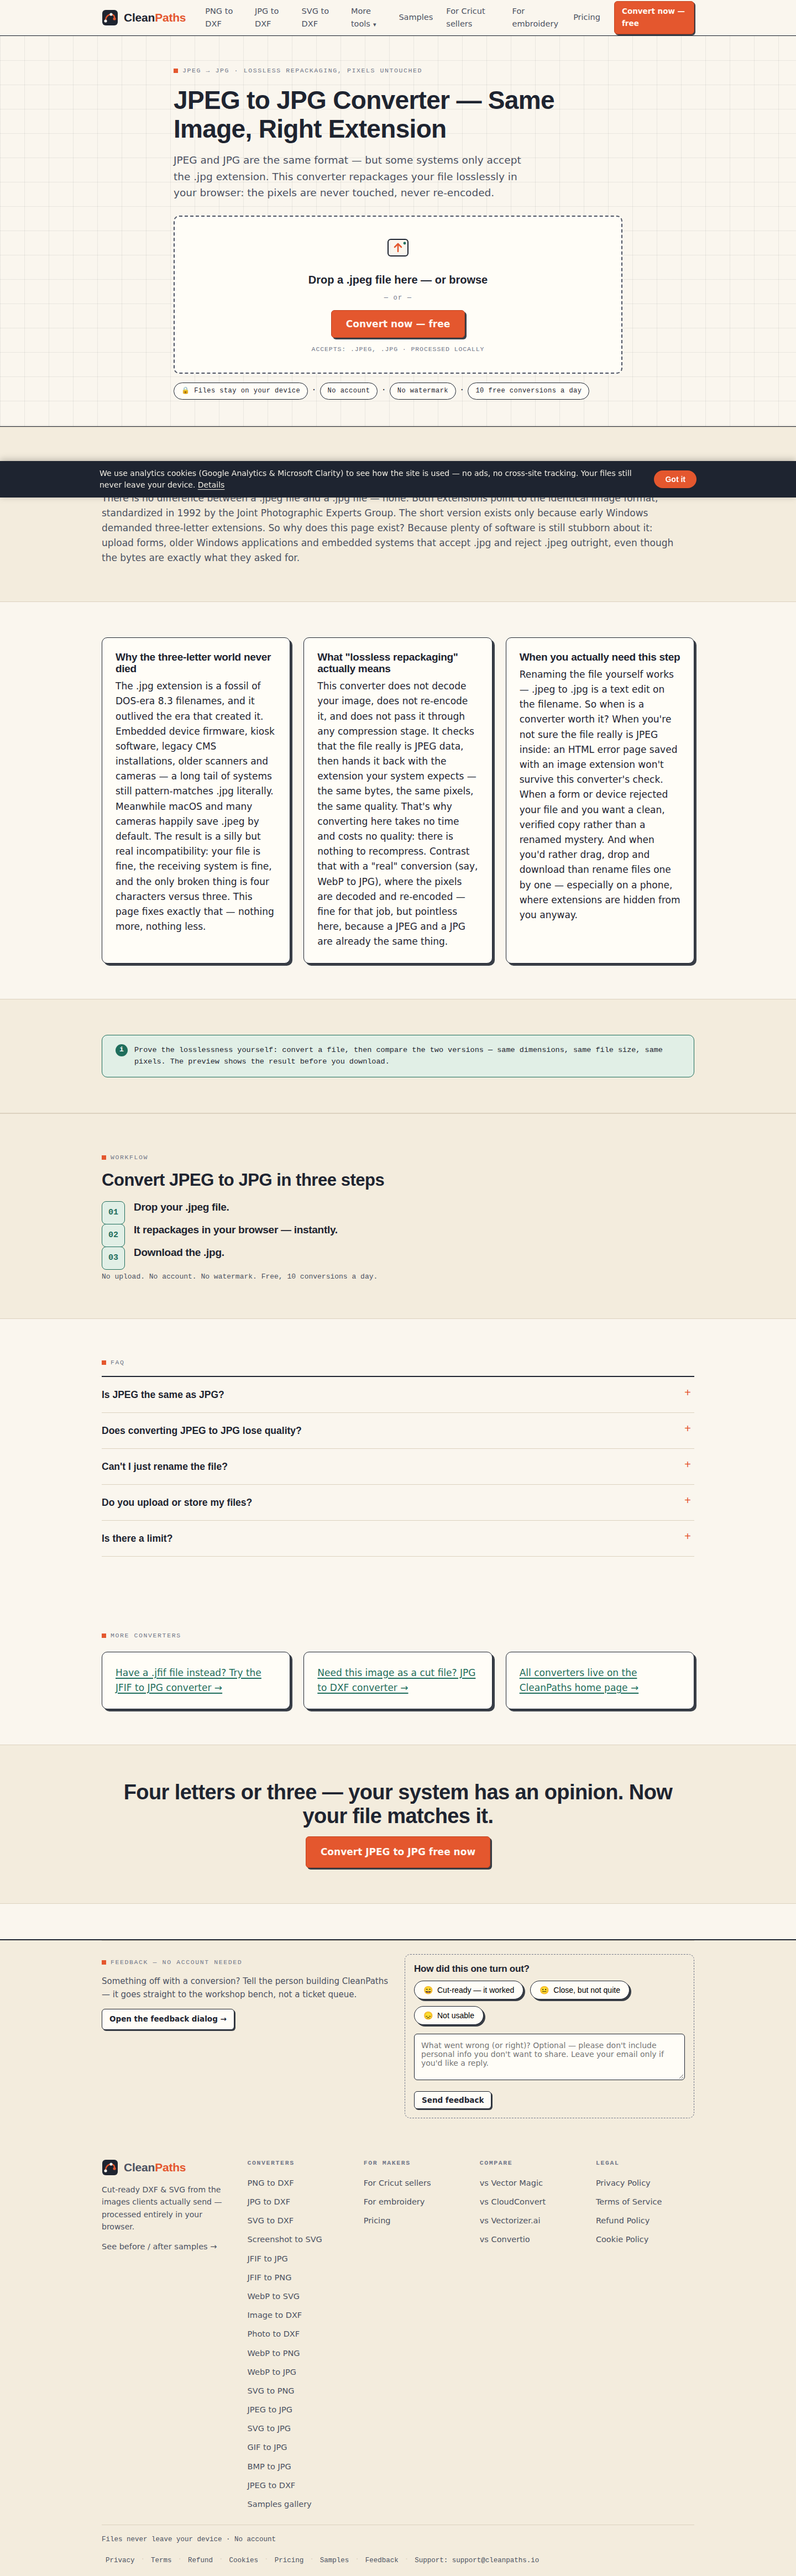 CleanPaths
PNG to
DXF
JPG to
DXF
SVG to
DXF
More
tools ▾
Samples
For Cricut
sellers
For
embroidery
Pricing
Convert now —
free
JPEG → JPG · LOSSLESS REPACKAGING, PIXELS UNTOUCHED
JPEG to JPG Converter — Same
Image, Right Extension
JPEG and JPG are the same format — but some systems only accept
the .jpg extension. This converter repackages your file losslessly in
your browser: the pixels are never touched, never re-encoded.
Drop a .jpeg file here — or browse
— or —
Convert now — free
ACCEPTS: .JPEG, .JPG · PROCESSED LOCALLY
🔒 Files stay on your device · No account · No watermark · 10 free conversions a day
We use analytics cookies (Google Analytics & Microsoft Clarity) to see how the site is used — no ads, no cross-site tracking. Your files still
never leave your device. Details
Got it
There is no difference between a .jpeg file and a .jpg file — none. Both extensions point to the identical image format,
standardized in 1992 by the Joint Photographic Experts Group. The short version exists only because early Windows
demanded three-letter extensions. So why does this page exist? Because plenty of software is still stubborn about it:
upload forms, older Windows applications and embedded systems that accept .jpg and reject .jpeg outright, even though
the bytes are exactly what they asked for.
Why the three-letter world never
died
The .jpg extension is a fossil of
DOS-era 8.3 filenames, and it
outlived the era that created it.
Embedded device firmware, kiosk
software, legacy CMS
installations, older scanners and
cameras — a long tail of systems
still pattern-matches .jpg literally.
Meanwhile macOS and many
cameras happily save .jpeg by
default. The result is a silly but
real incompatibility: your file is
fine, the receiving system is fine,
and the only broken thing is four
characters versus three. This
page fixes exactly that — nothing
more, nothing less.
What "lossless repackaging"
actually means
This converter does not decode
your image, does not re-encode
it, and does not pass it through
any compression stage. It checks
that the file really is JPEG data,
then hands it back with the
extension your system expects —
the same bytes, the same pixels,
the same quality. That's why
converting here takes no time
and costs no quality: there is
nothing to recompress. Contrast
that with a "real" conversion (say,
WebP to JPG), where the pixels
are decoded and re-encoded —
fine for that job, but pointless
here, because a JPEG and a JPG
are already the same thing.
When you actually need this step
Renaming the file yourself works
— .jpeg to .jpg is a text edit on
the filename. So when is a
converter worth it? When you're
not sure the file really is JPEG
inside: an HTML error page saved
with an image extension won't
survive this converter's check.
When a form or device rejected
your file and you want a clean,
verified copy rather than a
renamed mystery. And when
you'd rather drag, drop and
download than rename files one
by one — especially on a phone,
where extensions are hidden from
you anyway.
i
Prove the losslessness yourself: convert a file, then compare the two versions — same dimensions, same file size, same
pixels. The preview shows the result before you download.
WORKFLOW
Convert JPEG to JPG in three steps
01 Drop your .jpeg file.
02 It repackages in your browser — instantly.
03 Download the .jpg.
No upload. No account. No watermark. Free, 10 conversions a day.
FAQ
Is JPEG the same as JPG? +
Does converting JPEG to JPG lose quality? +
Can't I just rename the file? +
Do you upload or store my files? +
Is there a limit? +
MORE CONVERTERS
Have a .jfif file instead? Try the
JFIF to JPG converter →
Need this image as a cut file? JPG
to DXF converter →
All converters live on the
CleanPaths home page →
Four letters or three — your system has an opinion. Now
your file matches it.
Convert JPEG to JPG free now
FEEDBACK — NO ACCOUNT NEEDED
Something off with a conversion? Tell the person building CleanPaths
— it goes straight to the workshop bench, not a ticket queue.
Open the feedback dialog →
How did this one turn out?
😄 Cut-ready — it worked
😐 Close, but not quite
😞 Not usable
What went wrong (or right)? Optional — please don't include
personal info you don't want to share. Leave your email only if
you'd like a reply.
Send feedback
CleanPaths
Cut-ready DXF & SVG from the
images clients actually send —
processed entirely in your
browser.
See before / after samples →
CONVERTERS
PNG to DXF
JPG to DXF
SVG to DXF
Screenshot to SVG
JFIF to JPG
JFIF to PNG
WebP to SVG
Image to DXF
Photo to DXF
WebP to PNG
WebP to JPG
SVG to PNG
JPEG to JPG
SVG to JPG
GIF to JPG
BMP to JPG
JPEG to DXF
Samples gallery
FOR MAKERS
For Cricut sellers
For embroidery
Pricing
COMPARE
vs Vector Magic
vs CloudConvert
vs Vectorizer.ai
vs Convertio
LEGAL
Privacy Policy
Terms of Service
Refund Policy
Cookie Policy
Files never leave your device · No account
Privacy Terms Refund Cookies Pricing Samples Feedback Support: support@cleanpaths.io